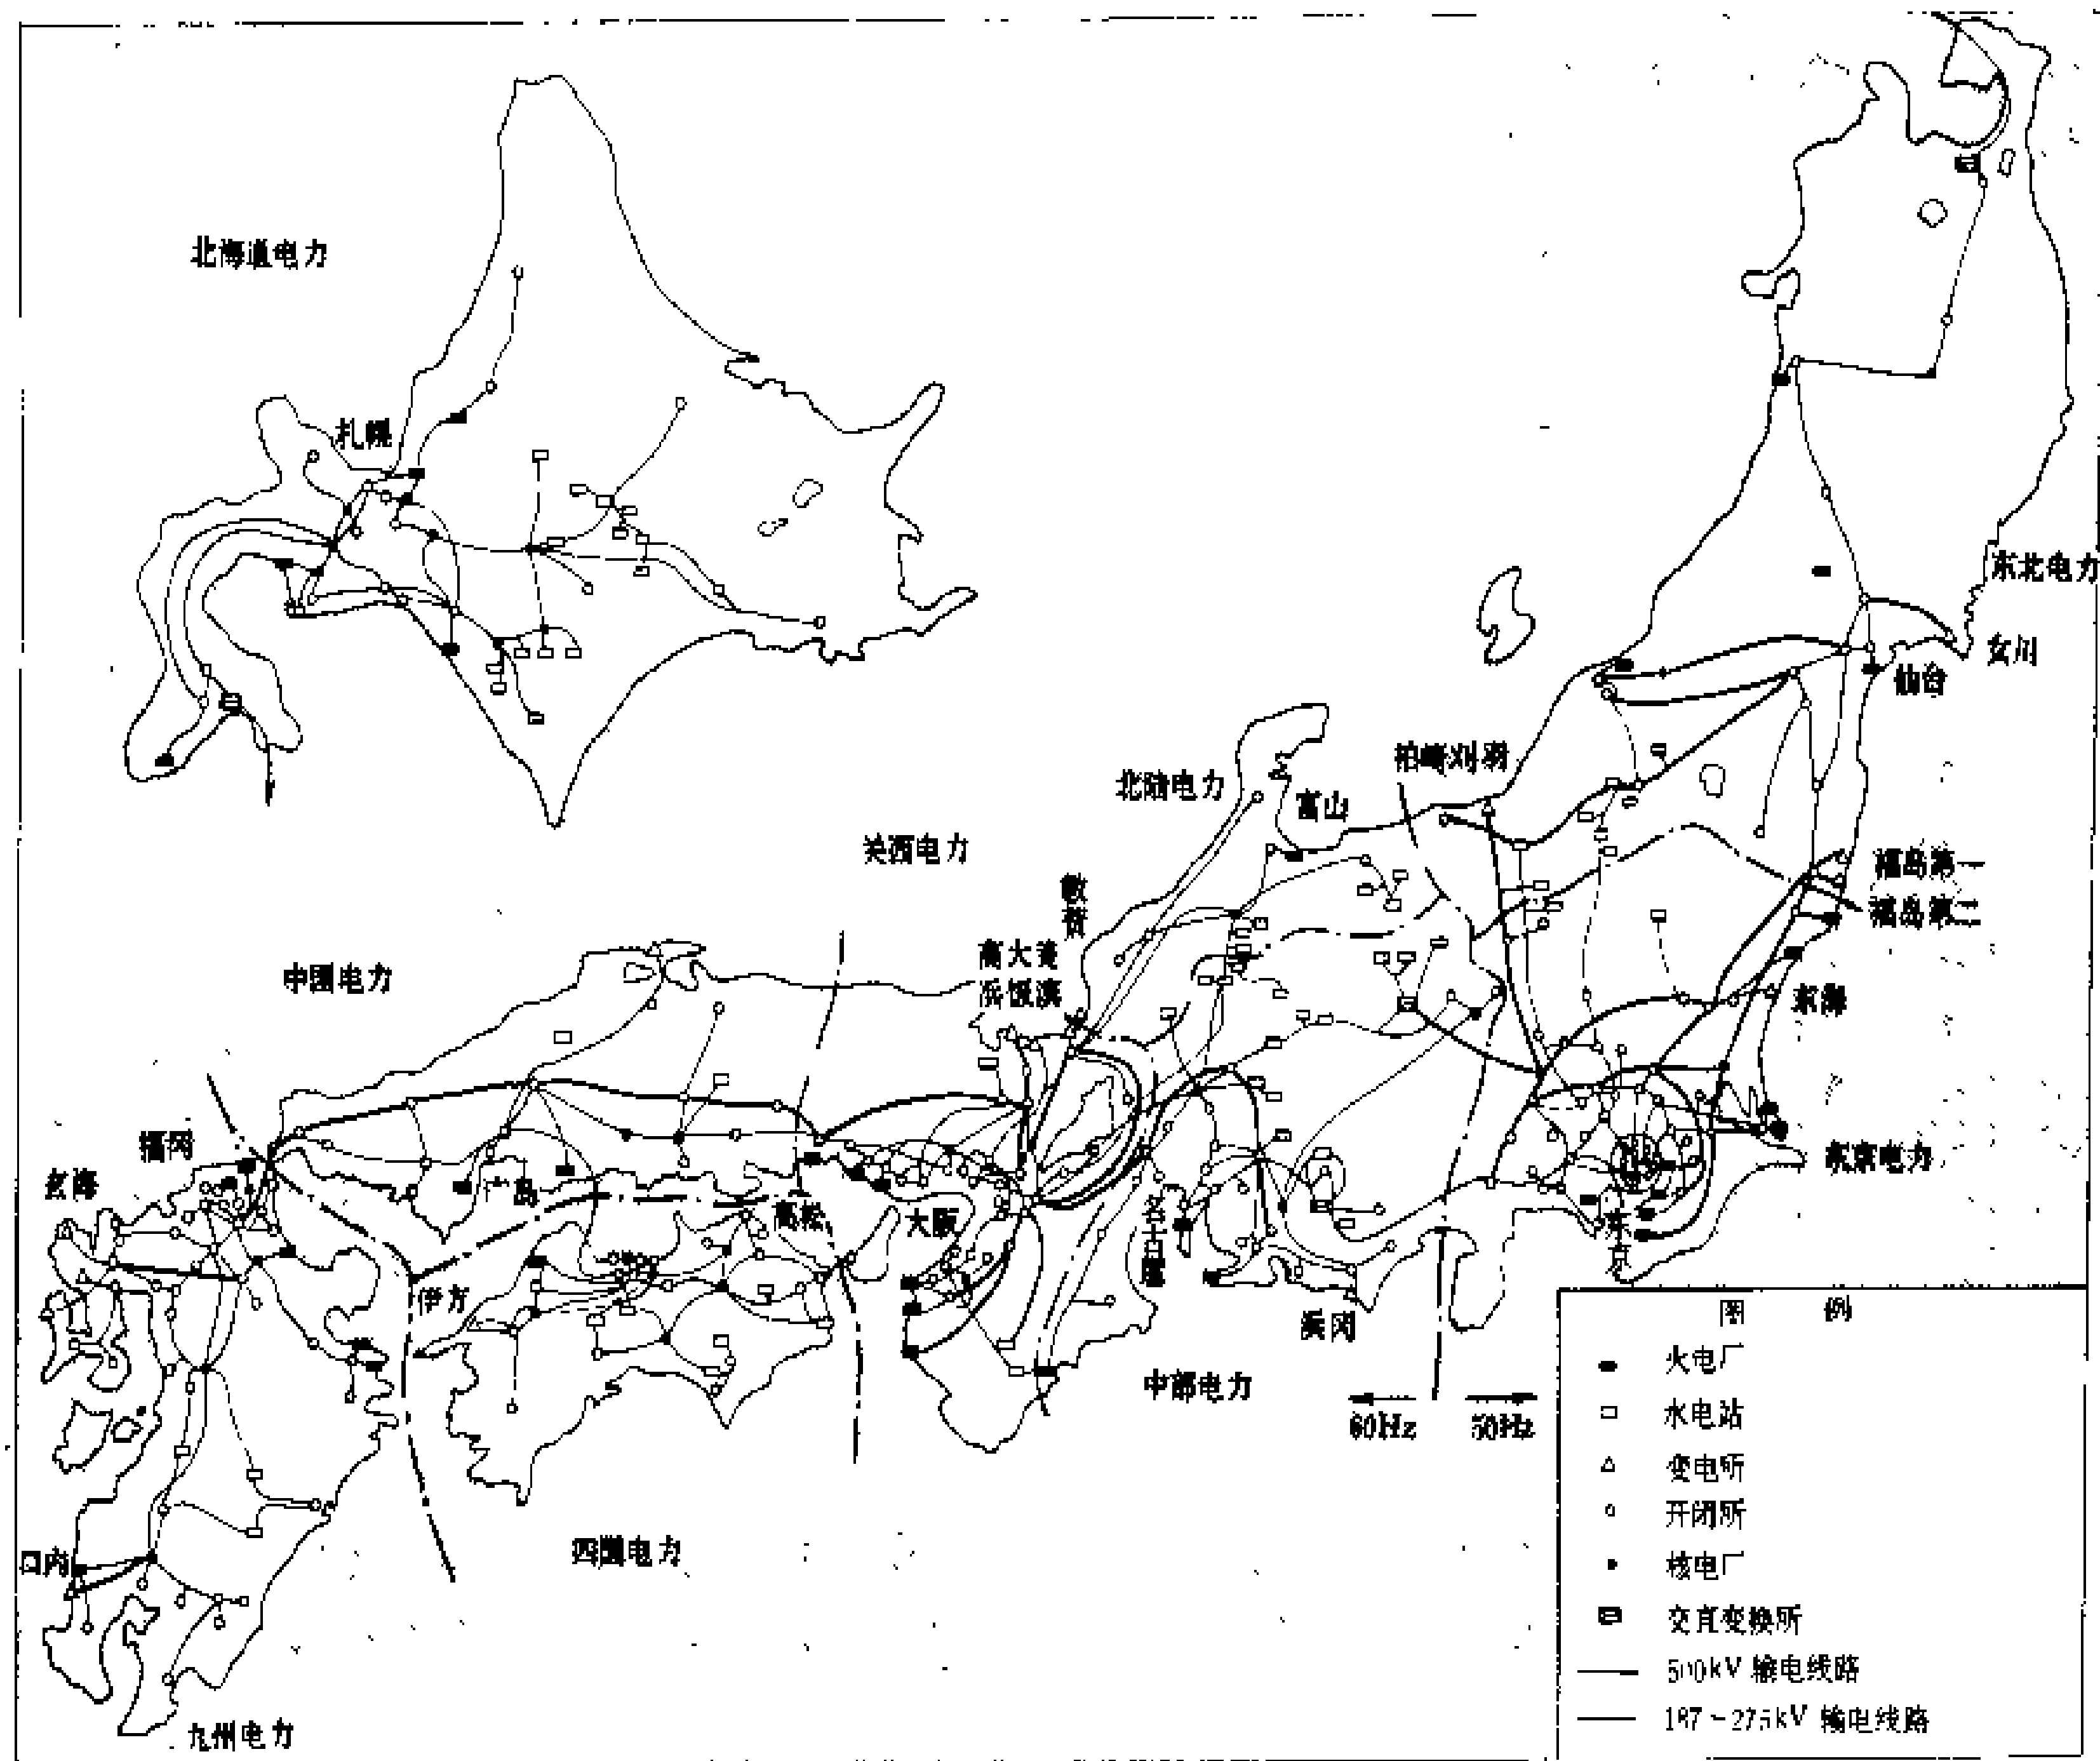 北海道电力
札幌
东北电力
女川
仙台
柏崎刈羽
北陆电力
富山
关西电力
敦贺
福岛第一
福岛第二
高大美
浜饭滨
中国电力
东海
福冈
玄海
广岛
高松
大阪
名古屋
东京
东京电力
伊方
浜冈
中部电力
60Hz
50Hz
四国电力
九州电力
图 例
火电厂
水电站
变电所
开闭所
核电厂
交直变换所
500kV 输电线路
187~275kV 输电线路